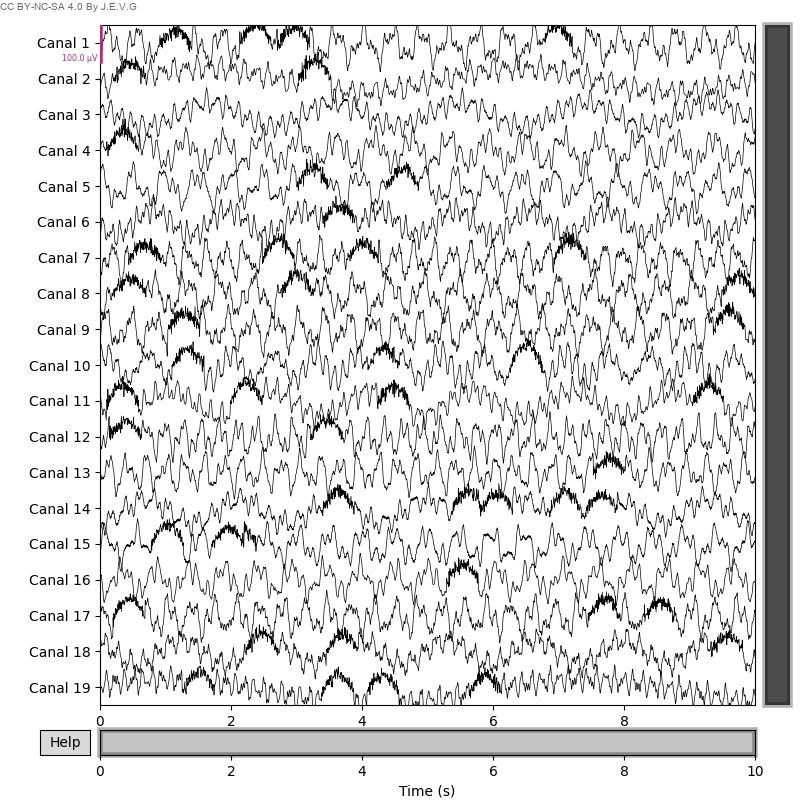 CC BY-NC-SA 4.0 By J.E.V.G
Canal 1
100.0 µV
Canal 2
Canal 3
Canal 4
Canal 5
Canal 6
Canal 7
Canal 8
Canal 9
Canal 10
Canal 11
Canal 12
Canal 13
Canal 14
Canal 15
Canal 16
Canal 17
Canal 18
Canal 19
0 2 4 6 8
Help
0 2 4 6 8 10
Time (s)